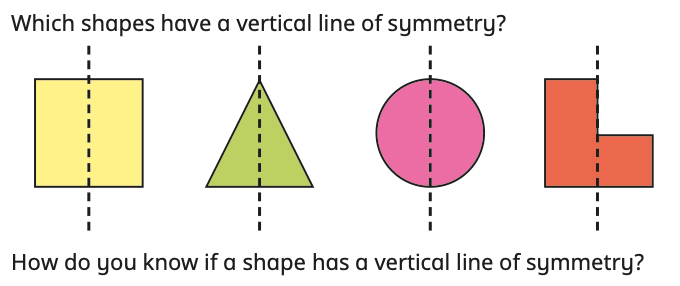 Which shapes have a vertical line of symmetry?
How do you know if a shape has a vertical line of symmetry?